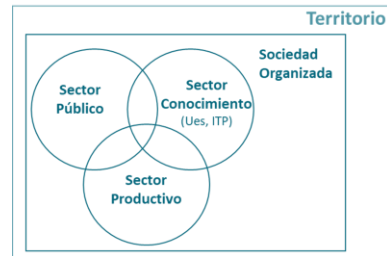 Territorio
Sociedad
Organizada
Sector
Público
Sector
Conocimiento
(Ues, ITP)
Sector
Productivo